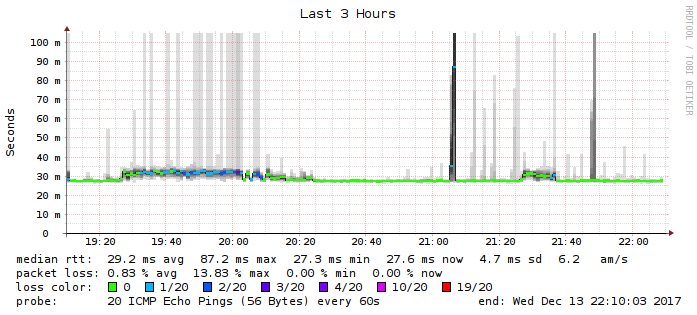 Last 3 Hours
RRDTOOL / TOBI OETIKER
Seconds
100 m
90 m
80 m
70 m
60 m
50 m
40 m
30 m
20 m
10 m
0
19:20 19:40 20:00 20:20 20:40 21:00 21:20 21:40 22:00
median rtt: 29.2 ms avg 87.2 ms max 27.3 ms min 27.6 ms now 4.7 ms sd 6.2 am/s
packet loss: 0.83 % avg 13.83 % max 0.00 % min 0.00 % now
loss color: 0 1/20 2/20 3/20 4/20 10/20 19/20
probe: 20 ICMP Echo Pings (56 Bytes) every 60s end: Wed Dec 13 22:10:03 2017